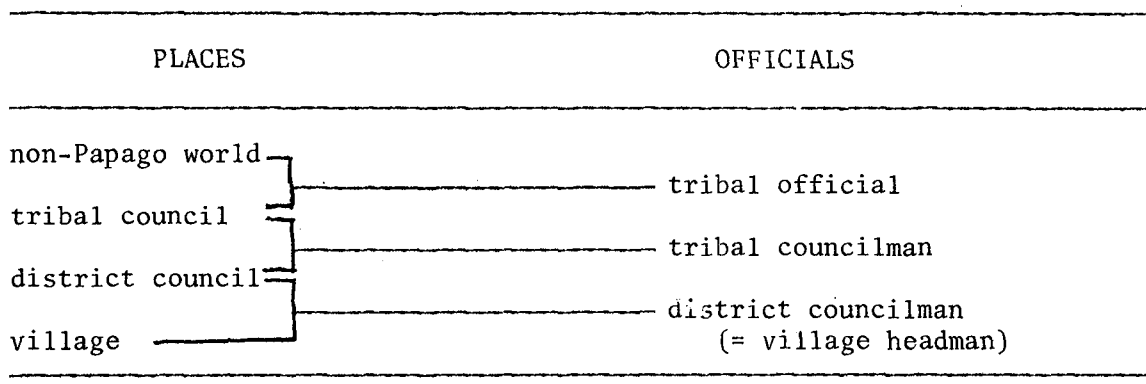 PLACES OFFICIALS
non-Papago world
tribal official
tribal council
tribal councilman
district council
district councilman
village (= village headman)